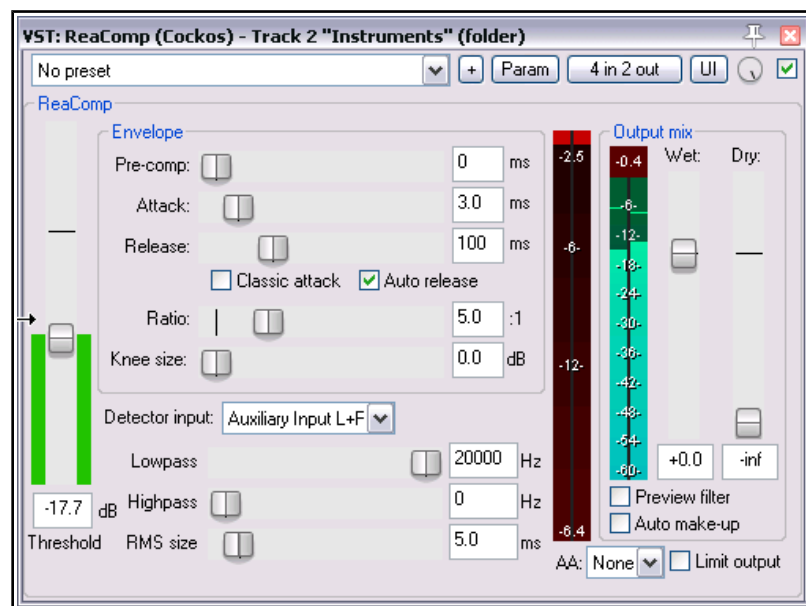 VST: ReaComp (Cockos) - Track 2 "Instruments" (folder)
No preset + Param 4 in 2 out UI
ReaComp
Envelope
Pre-comp: 0 ms
Attack: 3.0 ms
Release: 100 ms
Classic attack Auto release
Ratio: 5.0 :1
Knee size: 0.0 dB
Detector input: Auxiliary Input L+F
Lowpass 20000 Hz
Highpass 0 Hz
RMS size 5.0 ms
-17.7 dB
Threshold
-2.5
-6-
-12-
-6.4
Output mix
Wet: Dry:
-0.4
-6-
-12-
-18-
-24-
-30-
-36-
-42-
-48-
-54-
-60-
+0.0 -inf
Preview filter
Auto make-up
AA: None Limit output